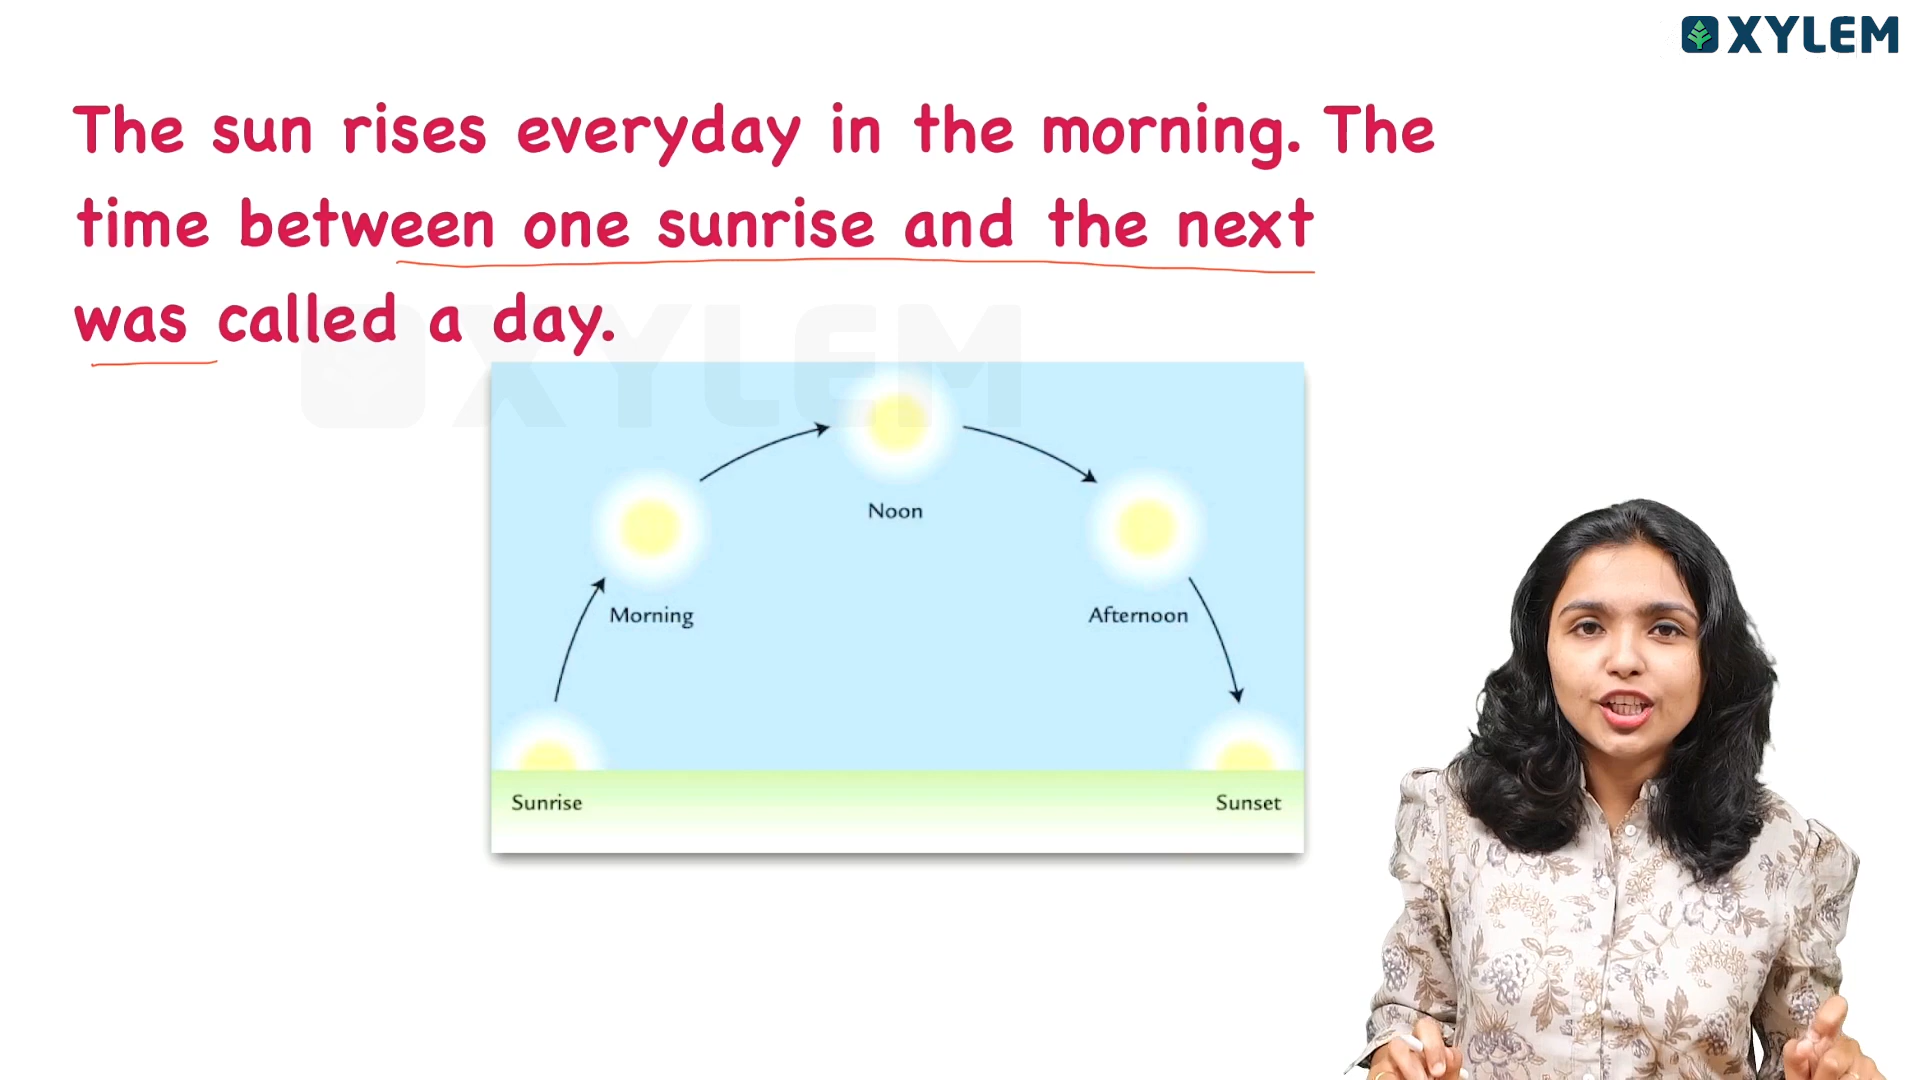 XYLEM
The sun rises everyday in the morning. The
time between one sunrise and the next
was called a day.
XYLEM
Noon
Morning
Afternoon
Sunrise
Sunset